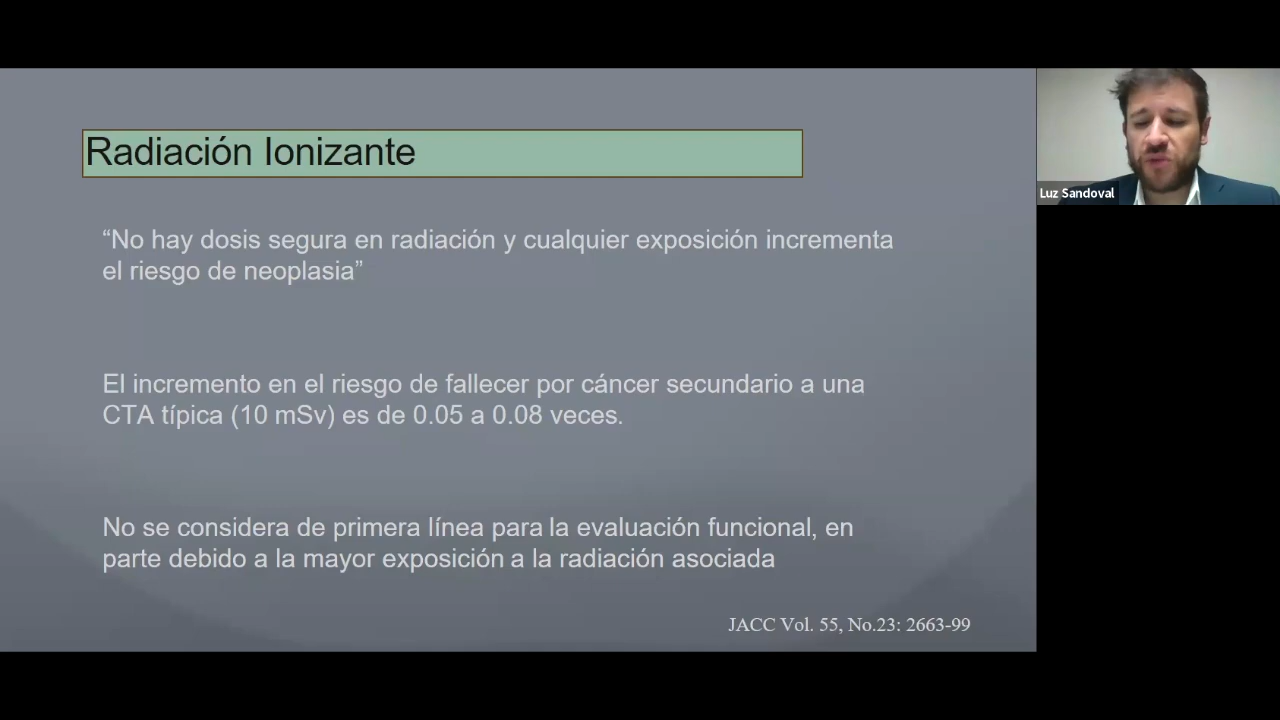 Radiación Ionizante
“No hay dosis segura en radiación y cualquier exposición incrementa
el riesgo de neoplasia”
El incremento en el riesgo de fallecer por cáncer secundario a una
CTA típica (10 mSv) es de 0.05 a 0.08 veces.
No se considera de primera línea para la evaluación funcional, en
parte debido a la mayor exposición a la radiación asociada
JACC Vol. 55, No.23: 2663-99
Luz Sandoval